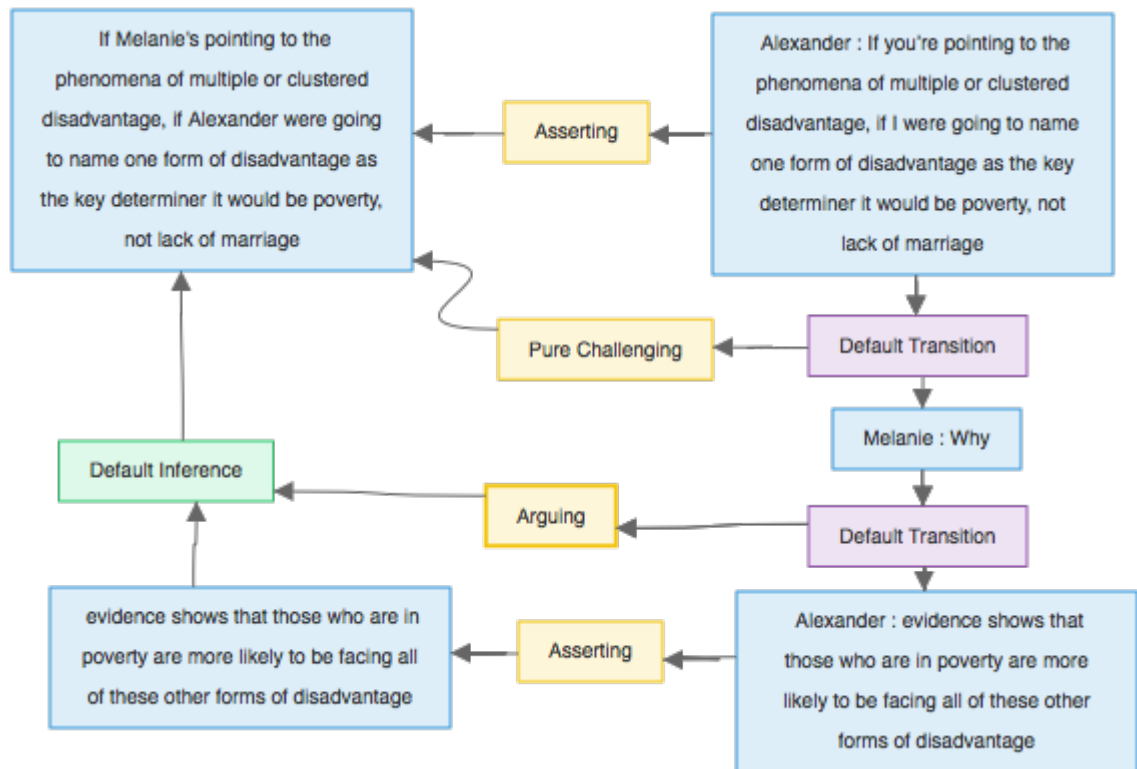 If Melanie's pointing to the
phenomena of multiple or clustered
disadvantage, if Alexander were going
to name one form of disadvantage as
the key determiner it would be poverty,
not lack of marriage
Asserting
Alexander : If you're pointing to the
phenomena of multiple or clustered
disadvantage, if I were going to name
one form of disadvantage as the key
determiner it would be poverty, not
lack of marriage
Pure Challenging
Default Transition
Melanie : Why
Default Inference
Arguing
Default Transition
evidence shows that those who are in
poverty are more likely to be facing all
of these other forms of disadvantage
Asserting
Alexander : evidence shows that
those who are in poverty are more
likely to be facing all of these other
forms of disadvantage